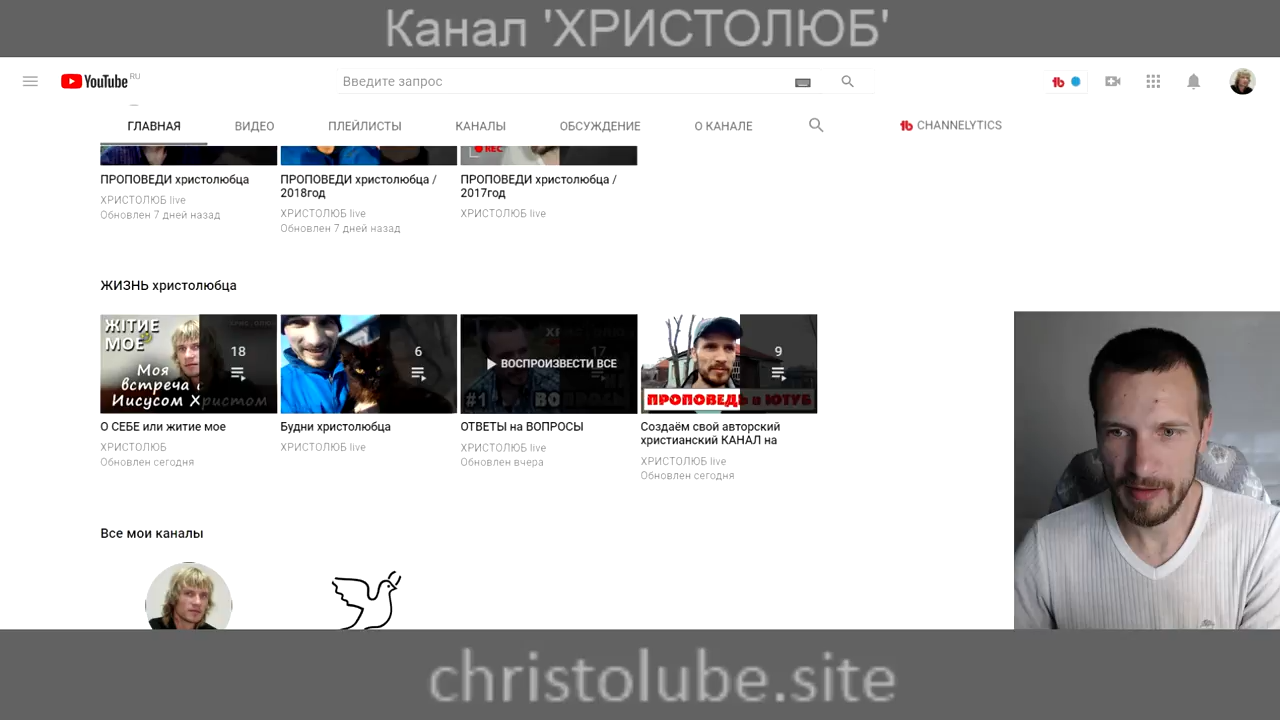 Канал 'ХРИСТОЛЮБ'
YouTube RU
Введите запрос
ГЛАВНАЯ ВИДЕО ПЛЕЙЛИСТЫ КАНАЛЫ ОБСУЖДЕНИЕ О КАНАЛЕ CHANNELYTICS
REC
ПРОПОВЕДИ христолюбца
ХРИСТОЛЮБ live
Обновлен 7 дней назад
ПРОПОВЕДИ христолюбца /
2018год
ХРИСТОЛЮБ live
Обновлен 7 дней назад
ПРОПОВЕДИ христолюбца /
2017год
ХРИСТОЛЮБ live
ЖИЗНЬ христолюбца
ЖІТИЕ
МОЕ
Моя
встреча с
Иисусом Христом
18
О СЕБЕ или житие мое
ХРИСТОЛЮБ
Обновлен сегодня
6
Будни христолюбца
ХРИСТОЛЮБ live
17
ВОСПРОИЗВЕСТИ ВСЕ
#1
ОТВЕТЫ на ВОПРОСЫ
ХРИСТОЛЮБ live
Обновлен вчера
9
ПРОПОВЕДЬ в ЮТУБ
Создаём свой авторский
христианский КАНАЛ на
ХРИСТОЛЮБ live
Обновлен сегодня
Все мои каналы
christolube.site